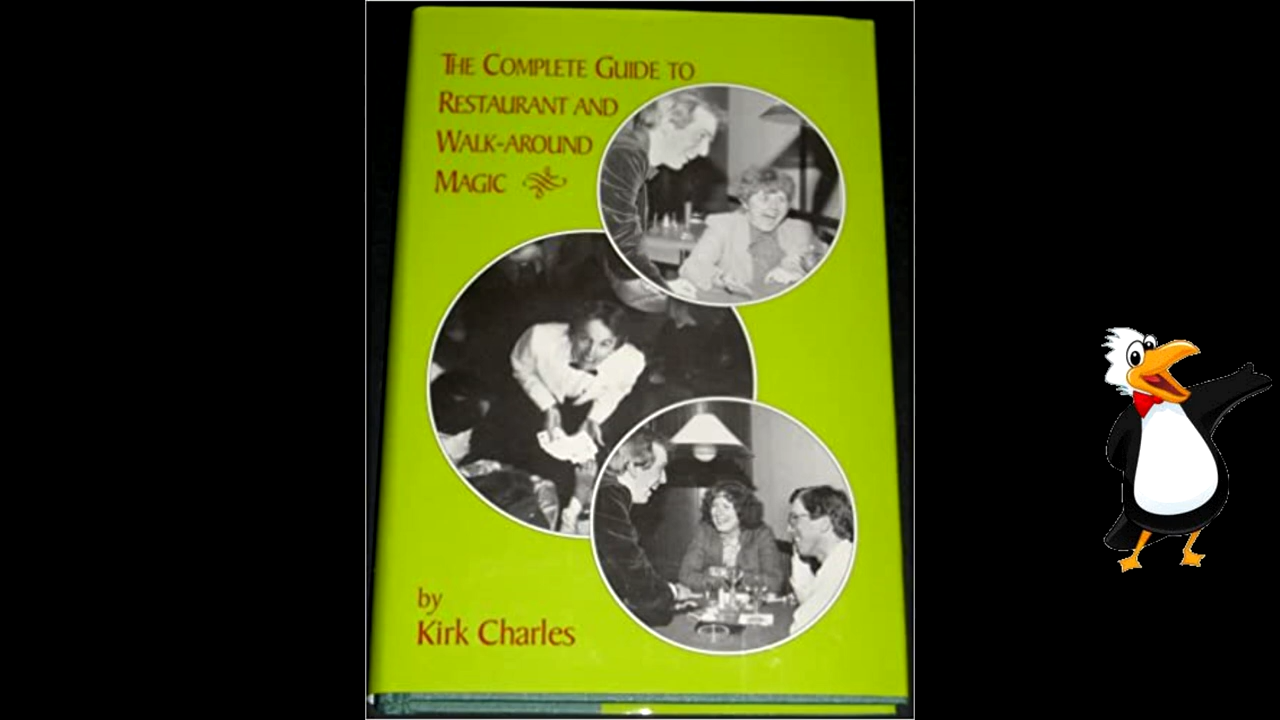 The Complete Guide to
Restaurant and
Walk-around
Magic
by
Kirk Charles